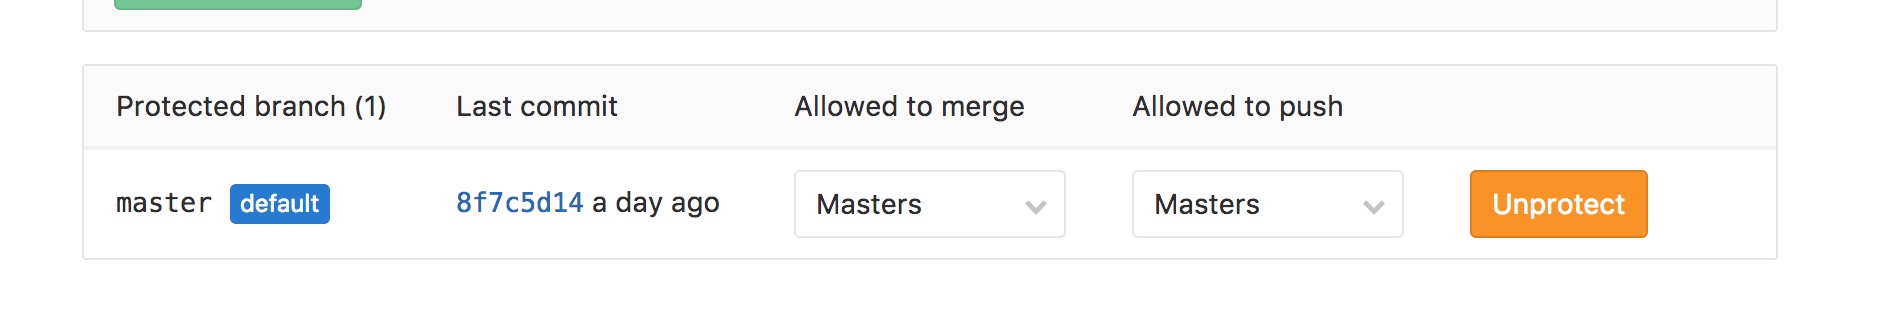 Protected branch (1) Last commit Allowed to merge Allowed to push
master default 8f7c5d14 a day ago Masters Masters Unprotect